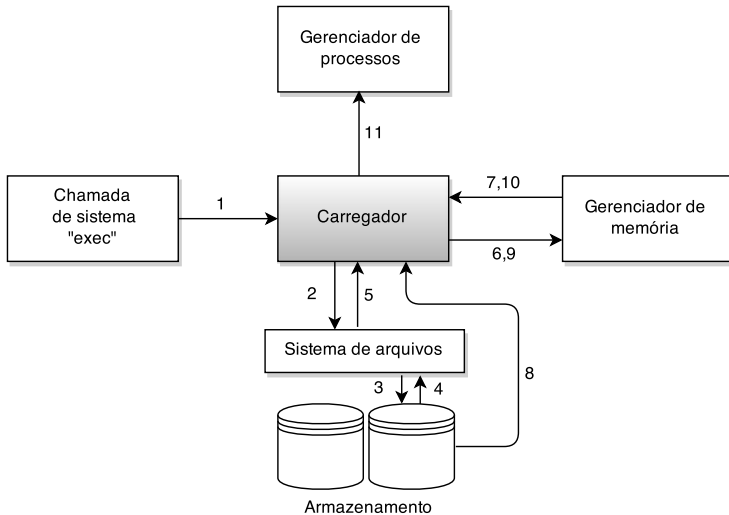 Gerenciador de
processos
11
Chamada
de sistema
"exec"
1
Carregador
7,10
6,9
Gerenciador de
memória
2
5
Sistema de arquivos
3
4
8
Armazenamento